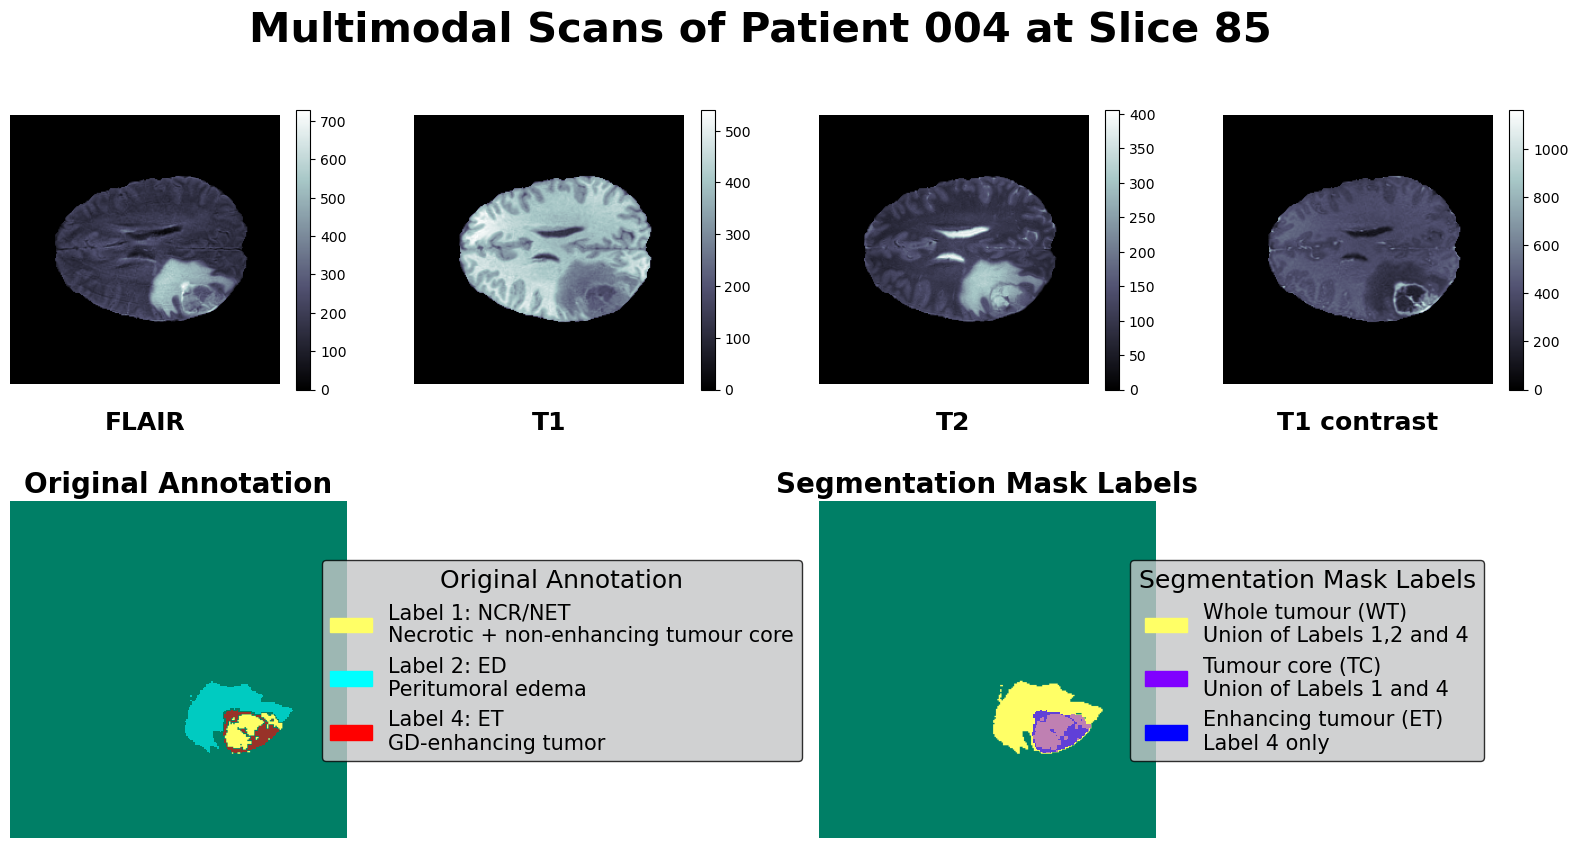 Multimodal Scans of Patient 004 at Slice 85
700
600
500
400
300
200
100
0
500
400
300
200
100
0
400
350
300
250
200
150
100
50
0
1000
800
600
400
200
0
FLAIR
T1
T2
T1 contrast
Original Annotation
Original Annotation
Label 1: NCR/NET
Necrotic + non-enhancing tumour core
Label 2: ED
Peritumoral edema
Label 4: ET
GD-enhancing tumor
Segmentation Mask Labels
Segmentation Mask Labels
Whole tumour (WT)
Union of Labels 1,2 and 4
Tumour core (TC)
Union of Labels 1 and 4
Enhancing tumour (ET)
Label 4 only